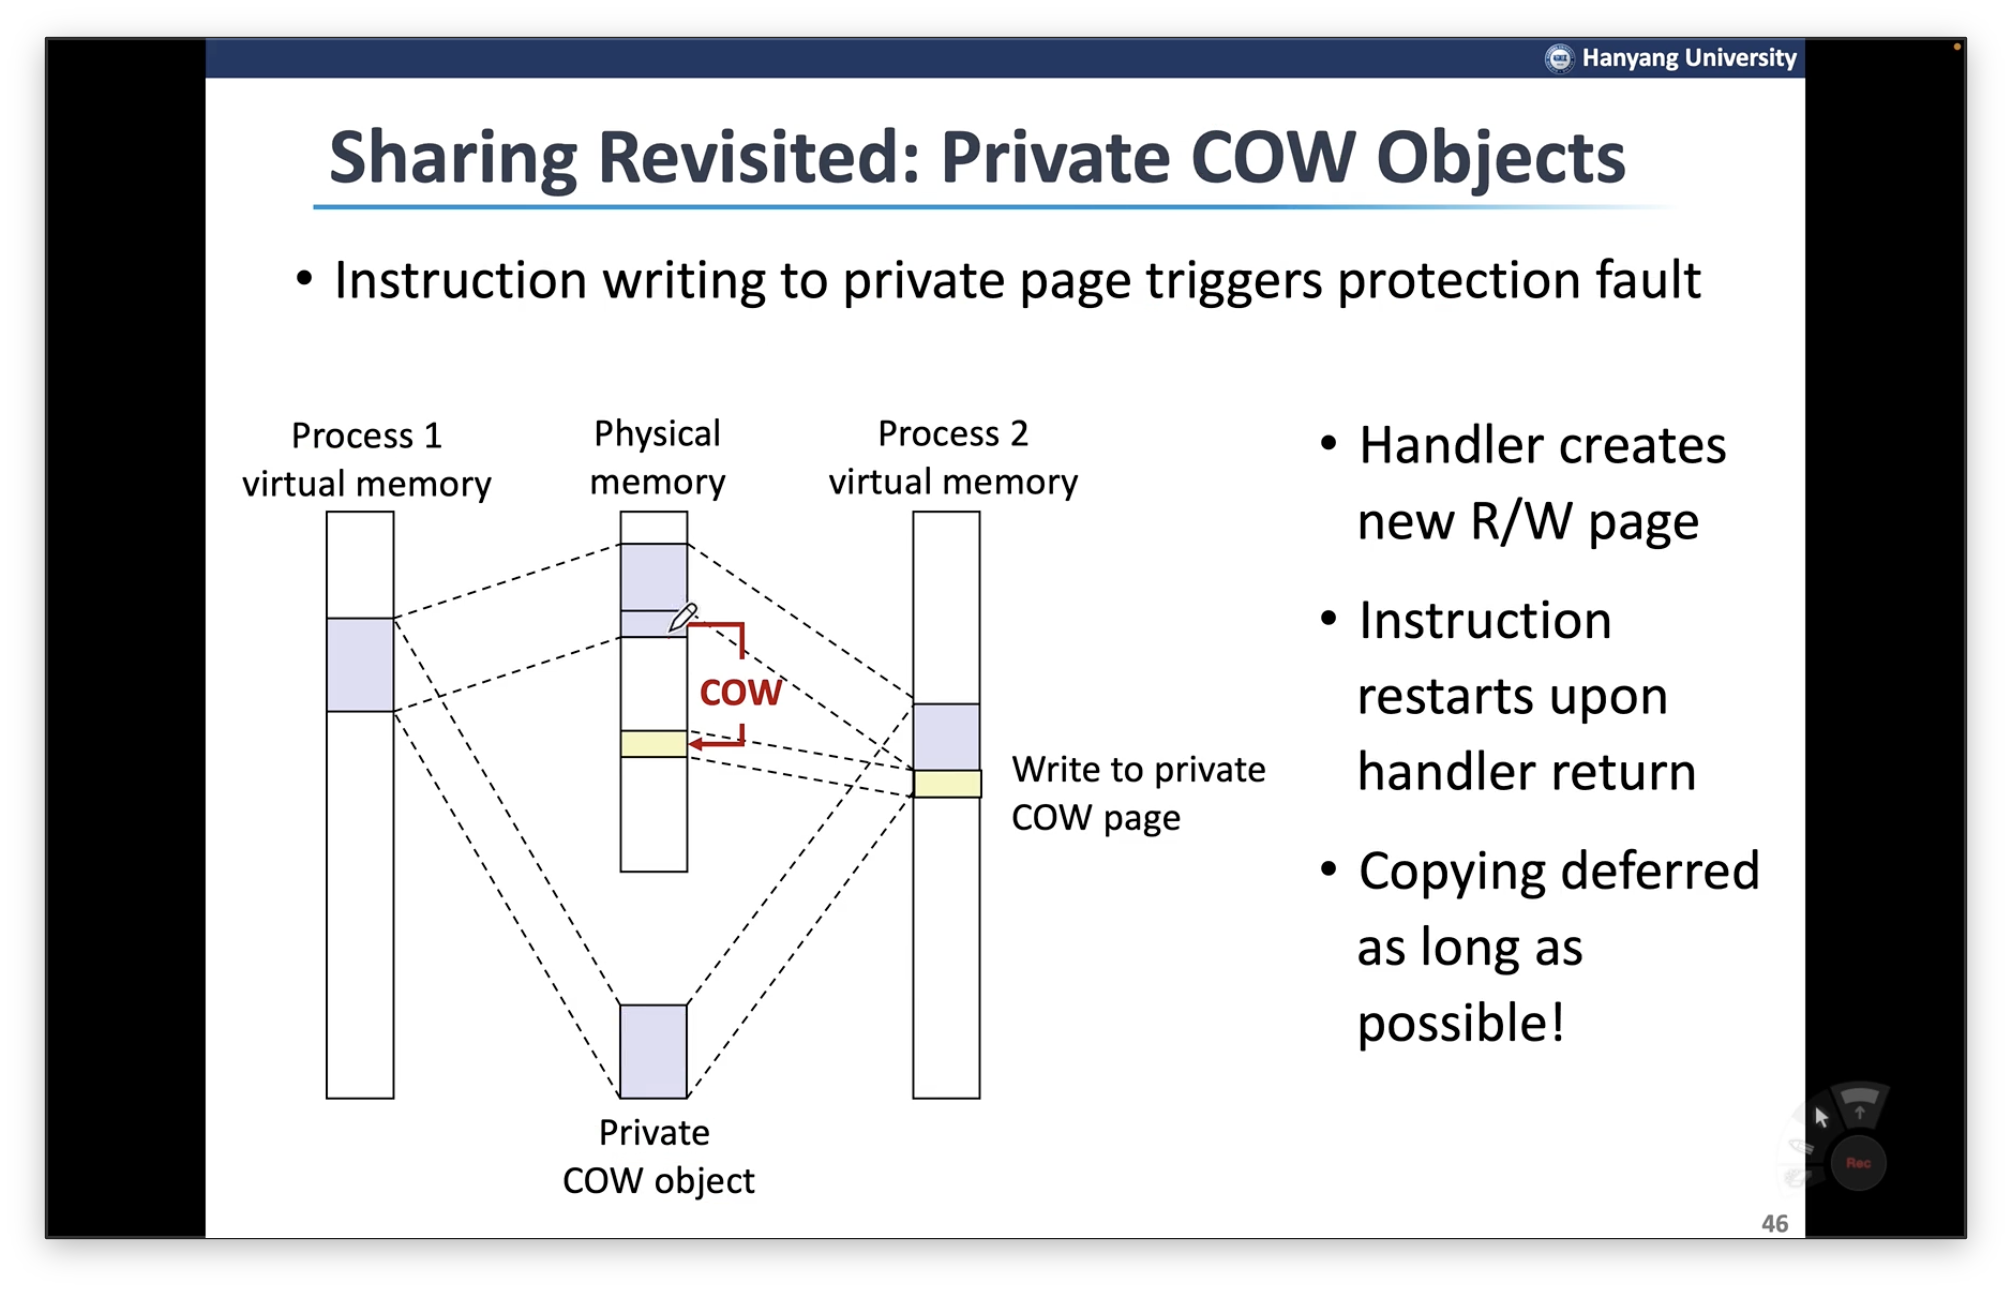 Hanyang University
Sharing Revisited: Private COW Objects
• Instruction writing to private page triggers protection fault
Process 1
virtual memory
Physical
memory
Process 2
virtual memory
COW
Write to private
COW page
Private
COW object
• Handler creates
new R/W page
• Instruction
restarts upon
handler return
• Copying deferred
as long as
possible!
Rec
46